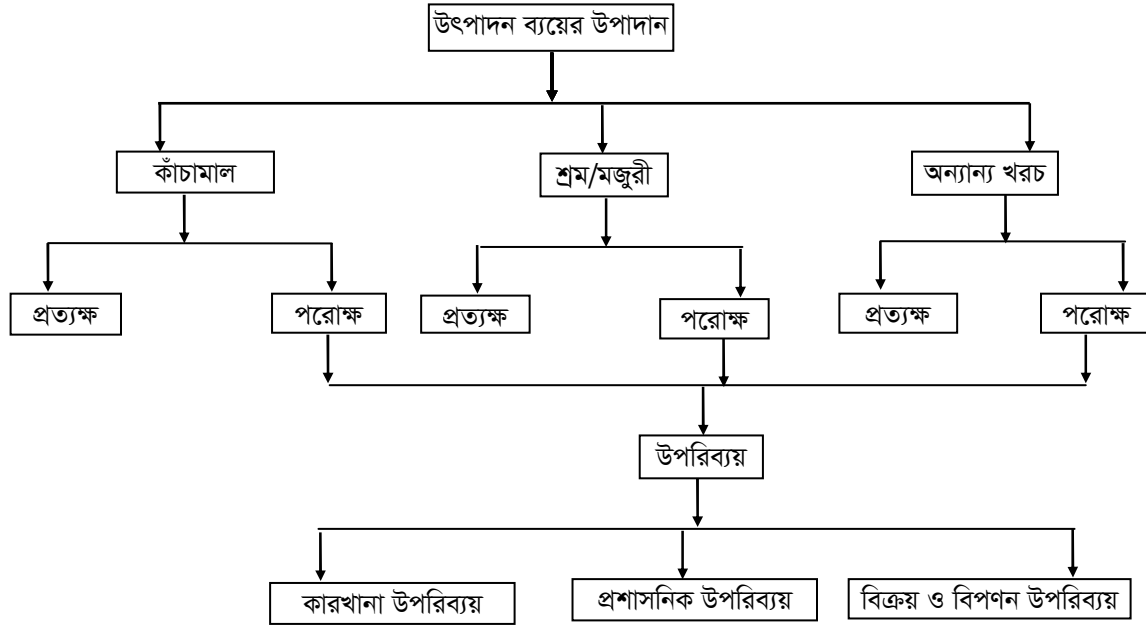 উৎপাদন ব্যয়ের উপাদান
কাঁচামাল
শ্রম/মজুরী
অন্যান্য খরচ
প্রত্যক্ষ
পরোক্ষ
প্রত্যক্ষ
পরোক্ষ
প্রত্যক্ষ
পরোক্ষ
উপরিব্যয়
কারখানা উপরিব্যয়
প্রশাসনিক উপরিব্যয়
বিক্রয় ও বিপণন উপরিব্যয়